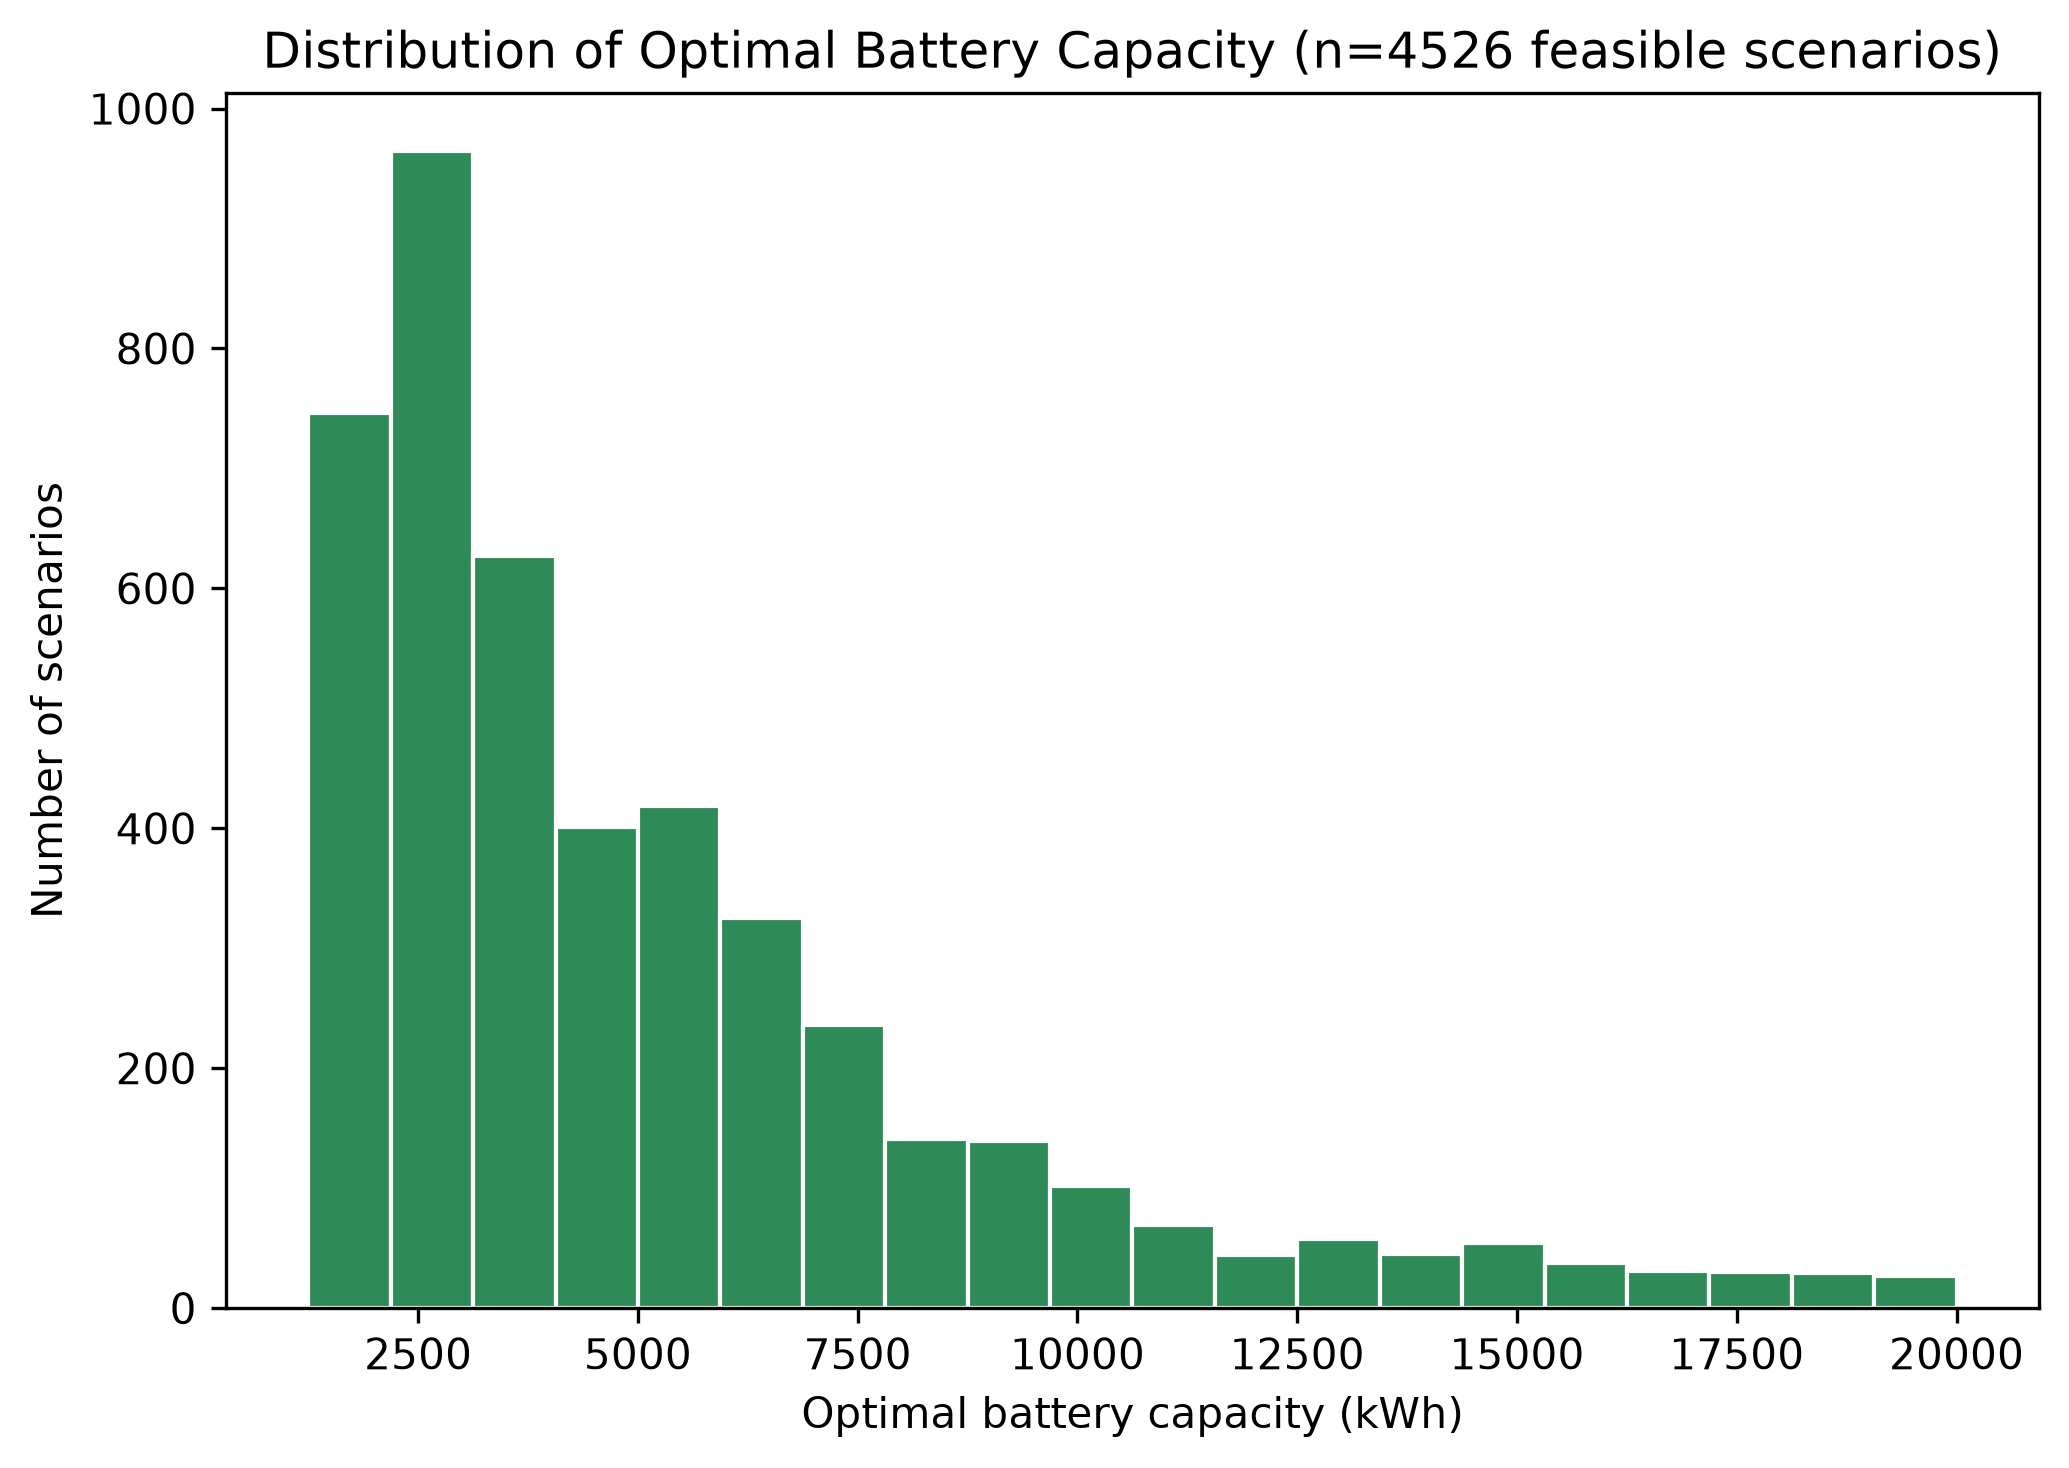 Distribution of Optimal Battery Capacity (n=4526 feasible scenarios)
1000
800
600
400
200
0
Number of scenarios
2500 5000 7500 10000 12500 15000 17500 20000
Optimal battery capacity (kWh)